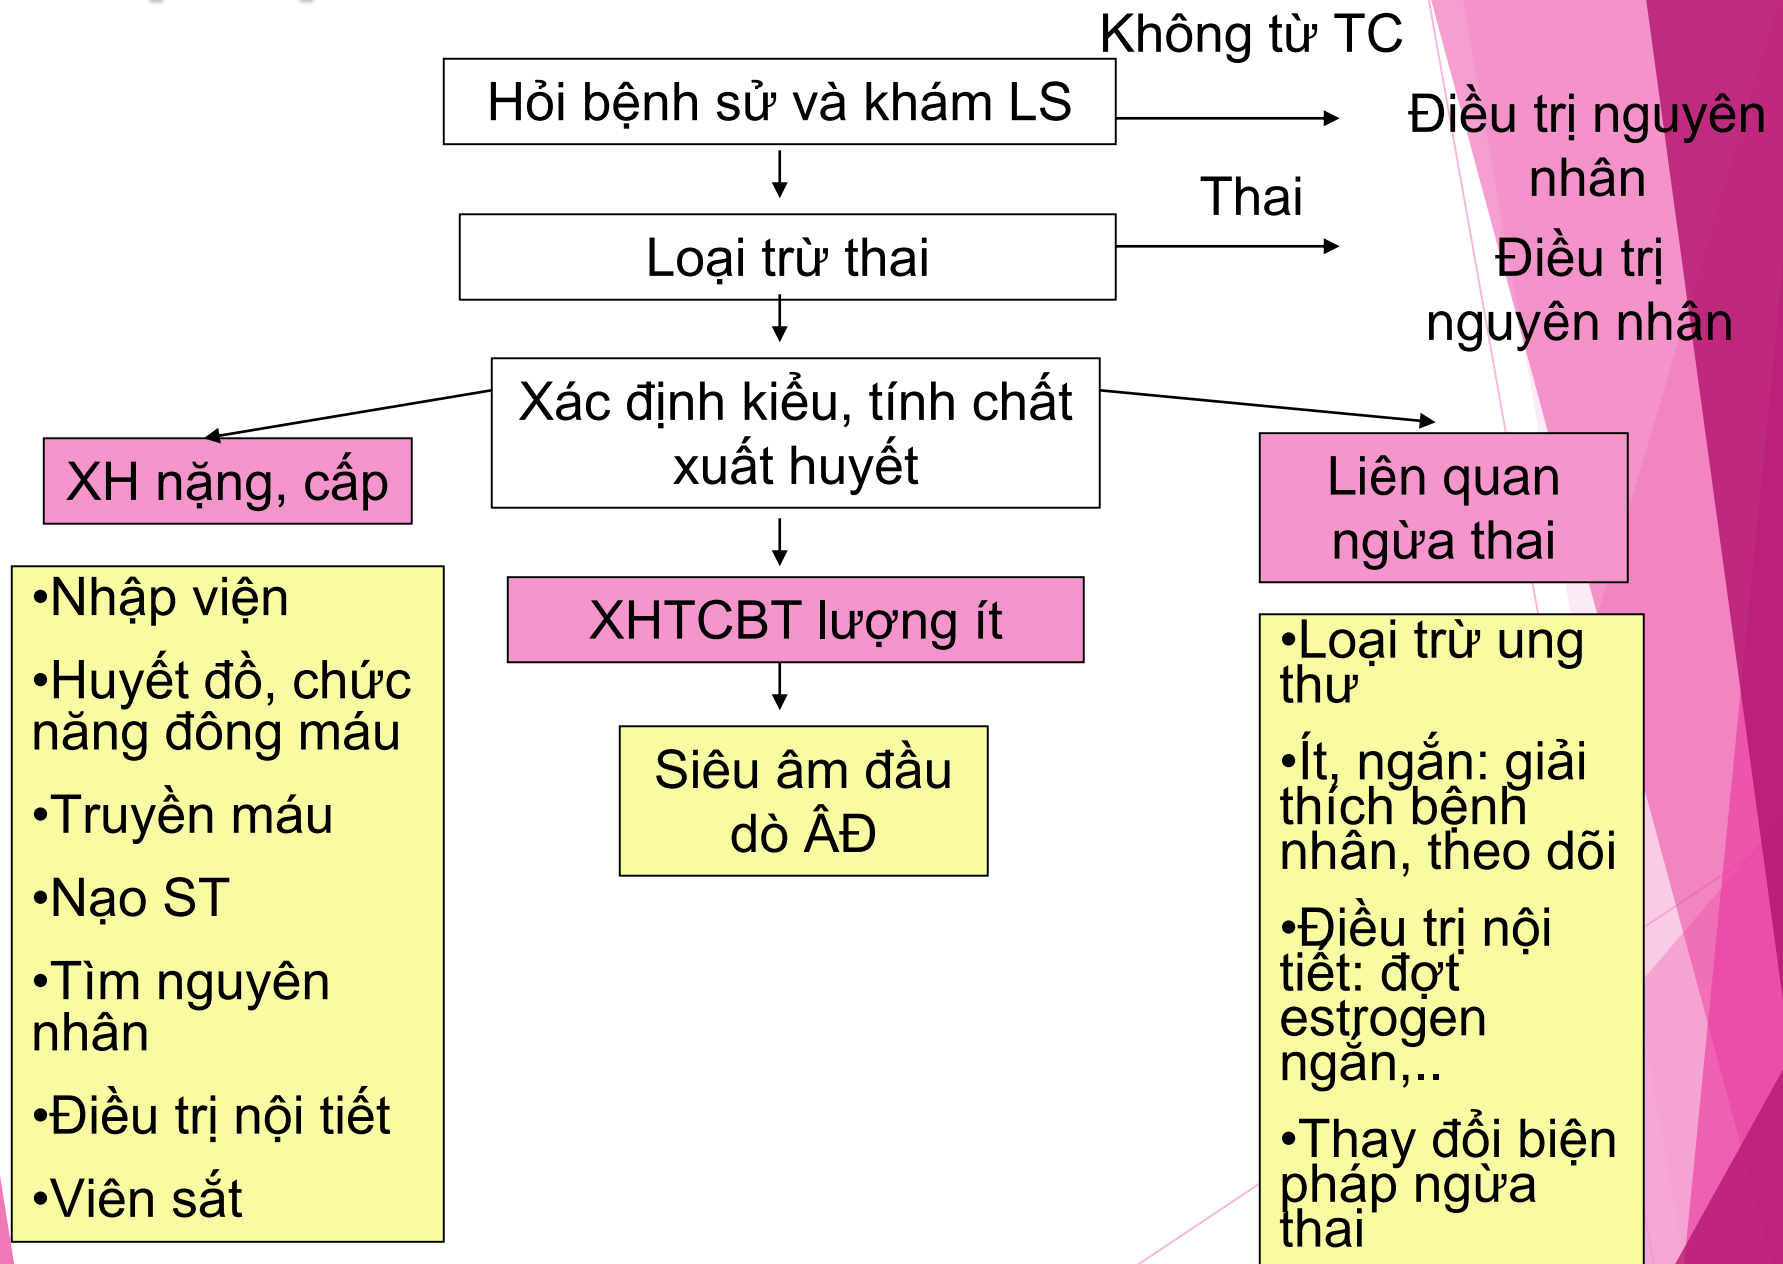 Không từ TC
Hỏi bệnh sử và khám LS
Điều trị nguyên
nhân
Thai
Loại trừ thai
Điều trị
nguyên nhân
Xác định kiểu, tính chất
xuất huyết
XH nặng, cấp
•Nhập viện
•Huyết đồ, chức
năng đông máu
•Truyền máu
•Nạo ST
•Tìm nguyên
nhân
•Điều trị nội tiết
•Viên sắt
XHTCBT lượng ít
Siêu âm đầu
dò ÂĐ
Liên quan
ngừa thai
•Loại trừ ung
thư
•Ít, ngắn: giải
thích bệnh
nhân, theo dõi
•Điều trị nội
tiết: đợt
estrogen
ngắn,..
•Thay đổi biện
pháp ngừa
thai